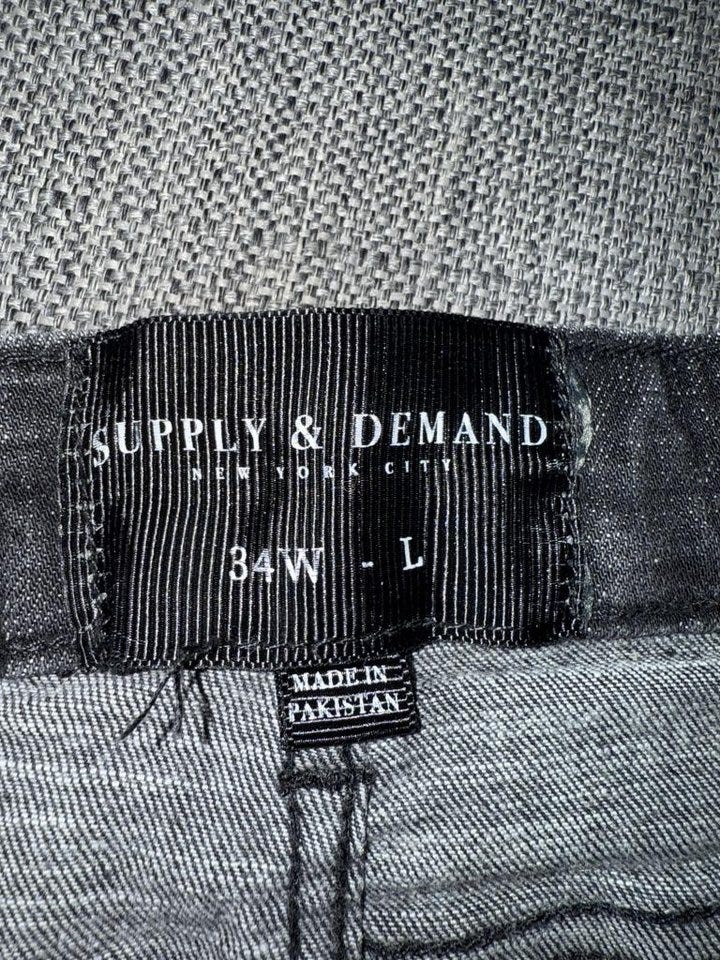 SUPPLY & DEMAND
NEW YORK CITY
34W - L
MADE IN
PAKISTAN